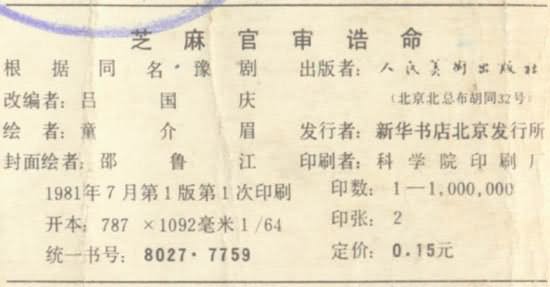 芝麻官审诰命
根据同名·豫剧 出版者：人民美术出版社
改编者：吕国庆 （北京北总布胡同32号）
绘者：童介眉 发行者：新华书店北京发行所
封面绘者：邵鲁江 印刷者：科学院印刷厂
1981年7月第1版第1次印刷 印数：1—1,000,000
开本：787×1092毫米1/64 印张：2
统一书号：8027·7759 定价：0.15元